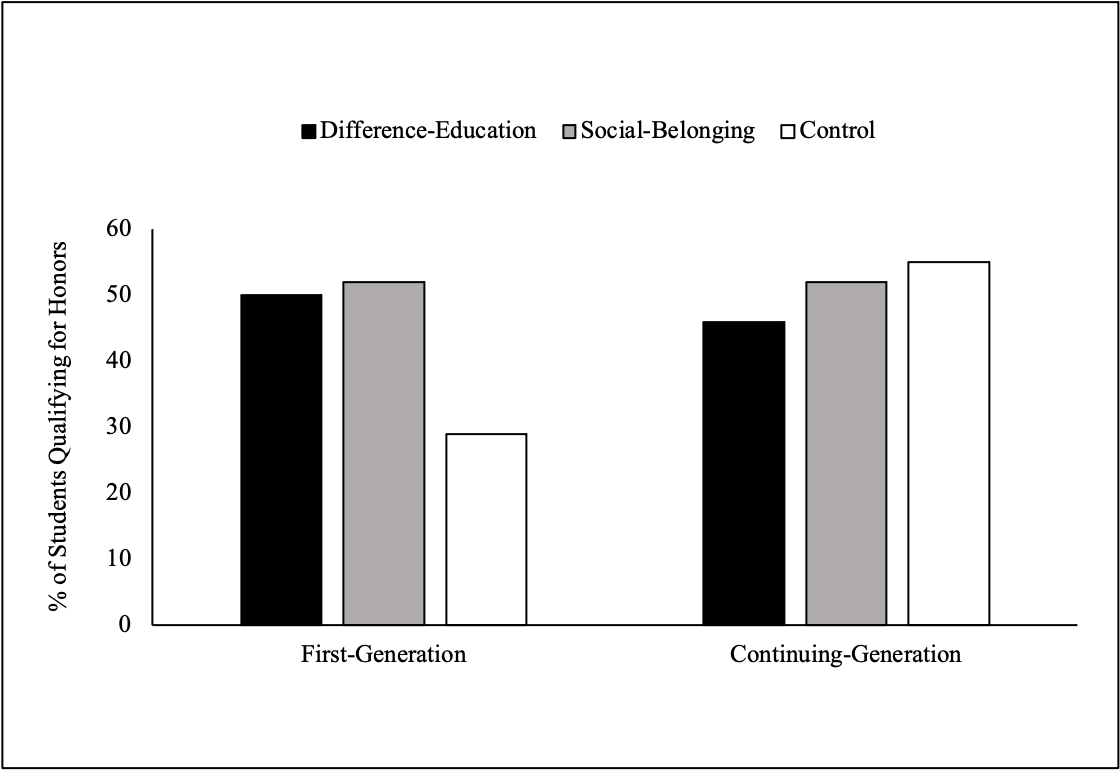 Difference-Education Social-Belonging Control
% of Students Qualifying for Honors
60
50
40
30
20
10
0
First-Generation Continuing-Generation